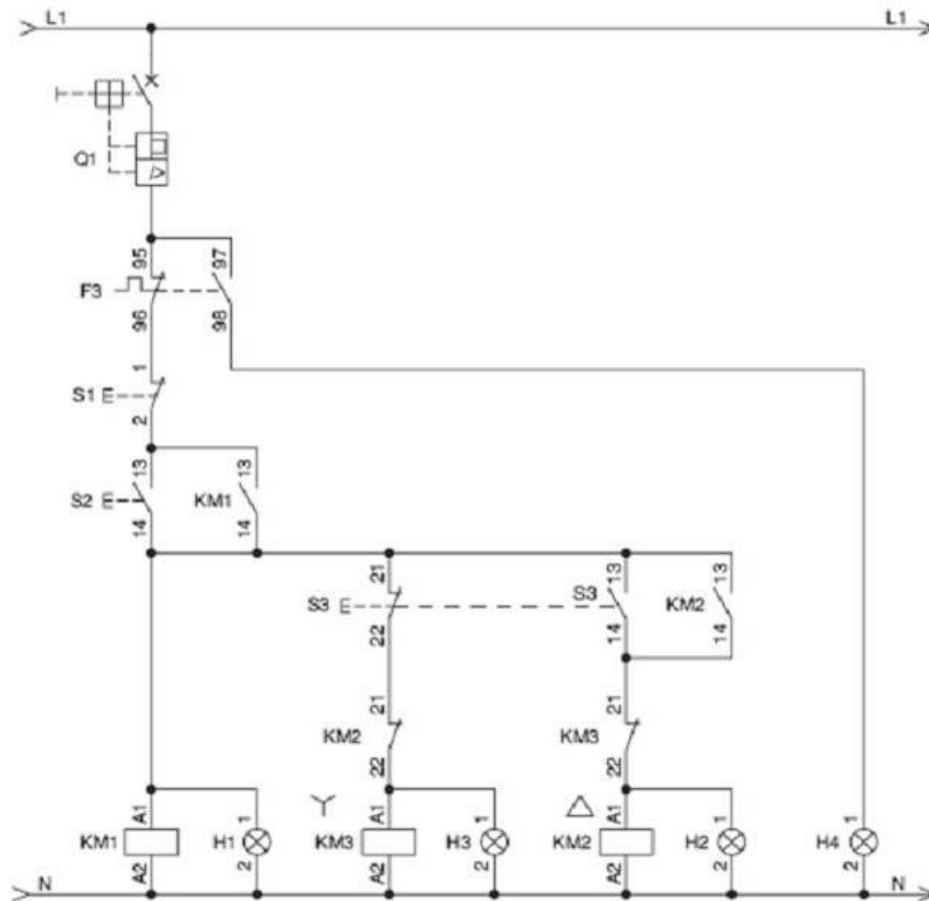 L1 L1
Q1
95 97
F3
96 98
1
S1
2
13 13
S2 KM1
14 14
21 13 13
S3 S3 KM2
22 14 14
21 21
KM2 KM3
22 22
A1 1 A1 1 A1 1 1
KM1 H1 KM3 H3 KM2 H2 H4
A2 2 A2 2 A2 2 2
N N